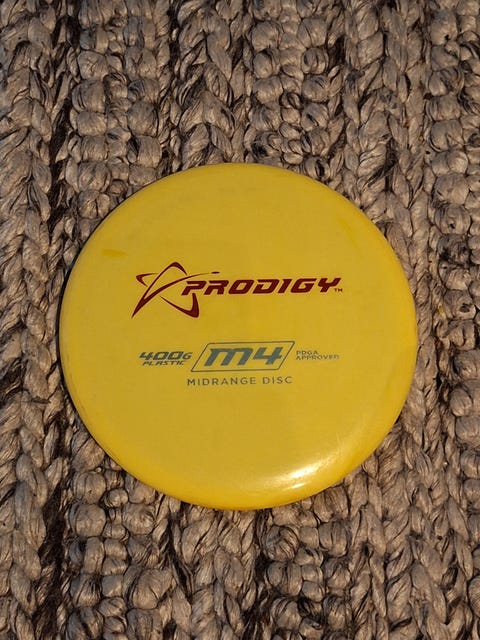 PRODIGY™
400G PLASTIC
M4
PDGA APPROVED
MIDRANGE DISC